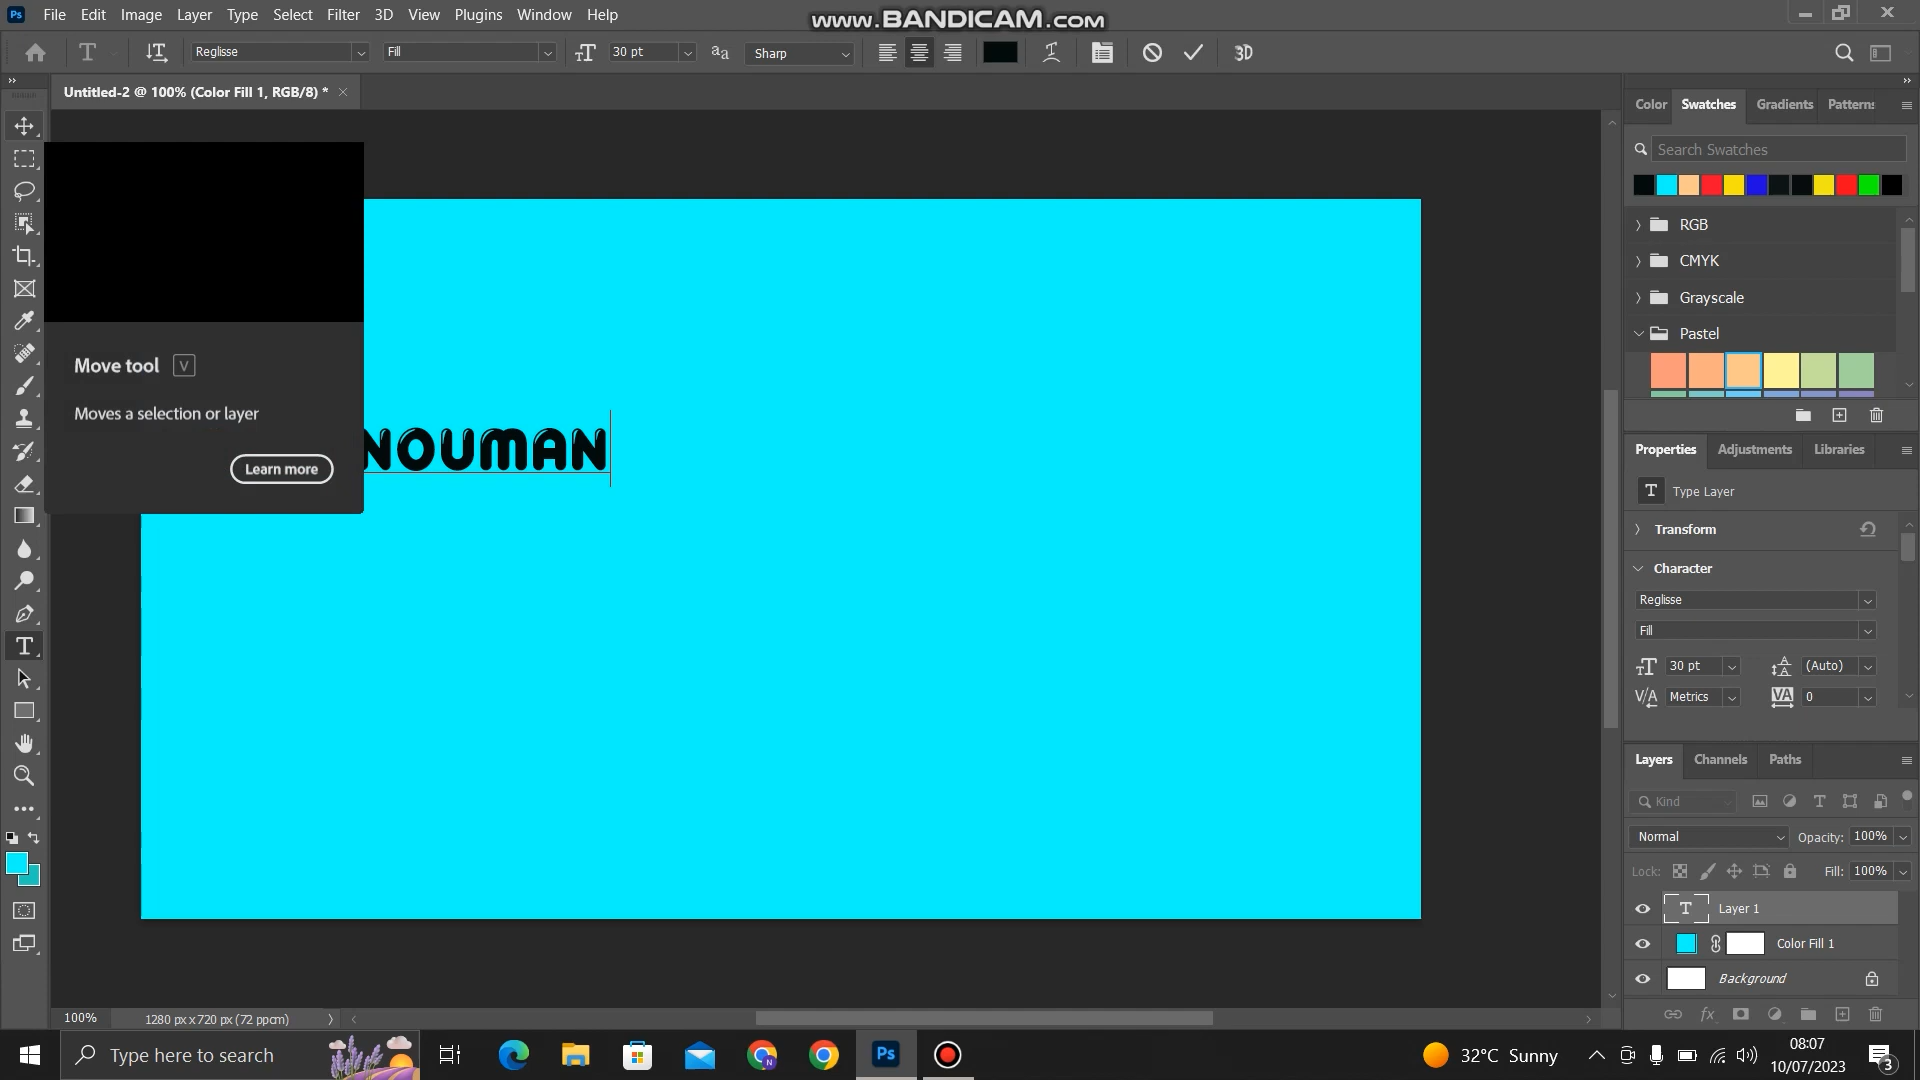 File Edit Image Layer Type Select Filter 3D View Plugins Window Help
www.BANDICAM.com
Reglisse Fill 30 pt Sharp 3D
Untitled-2 @ 100% (Color Fill 1, RGB/8) *
Color Swatches Gradients Patterns
Search Swatches
RGB
CMYK
Grayscale
Pastel
Move tool V
Moves a selection or layer
Learn more
NOUMAN
Properties Adjustments Libraries
Type Layer
Transform
Character
Reglisse
Fill
30 pt (Auto)
Metrics 0
Layers Channels Paths
Kind
Normal Opacity: 100%
Lock: Fill: 100%
Layer 1
Color Fill 1
Background
100% 1280 px x 720 px (72 ppcm)
Type here to search
32°C Sunny
08:07
10/07/2023
3